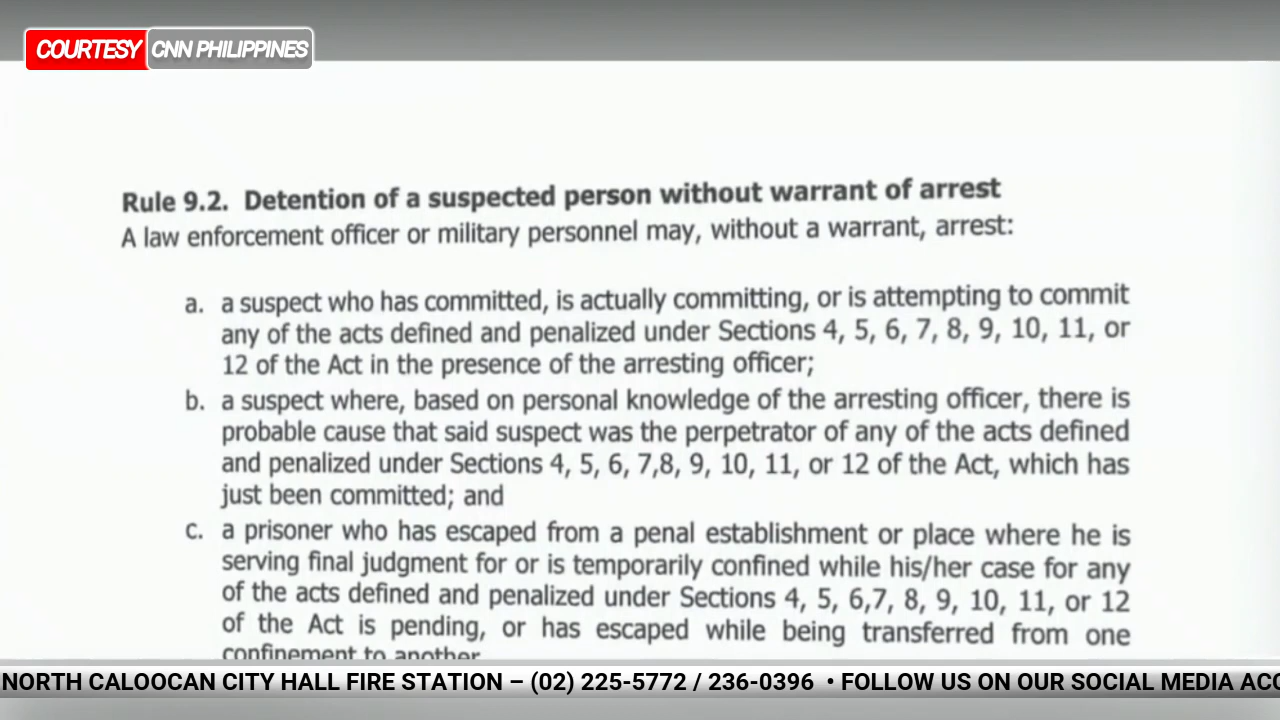 COURTESY CNN PHILIPPINES
Rule 9.2. Detention of a suspected person without warrant of arrest
A law enforcement officer or military personnel may, without a warrant, arrest:
a. a suspect who has committed, is actually committing, or is attempting to commit
any of the acts defined and penalized under Sections 4, 5, 6, 7, 8, 9, 10, 11, or
12 of the Act in the presence of the arresting officer;
b. a suspect where, based on personal knowledge of the arresting officer, there is
probable cause that said suspect was the perpetrator of any of the acts defined
and penalized under Sections 4, 5, 6, 7,8, 9, 10, 11, or 12 of the Act, which has
just been committed; and
c. a prisoner who has escaped from a penal establishment or place where he is
serving final judgment for or is temporarily confined while his/her case for any
of the acts defined and penalized under Sections 4, 5, 6,7, 8, 9, 10, 11, or 12
of the Act is pending, or has escaped while being transferred from one
confinement to another.
NORTH CALOOCAN CITY HALL FIRE STATION – (02) 225-5772 / 236-0396 • FOLLOW US ON OUR SOCIAL MEDIA ACC